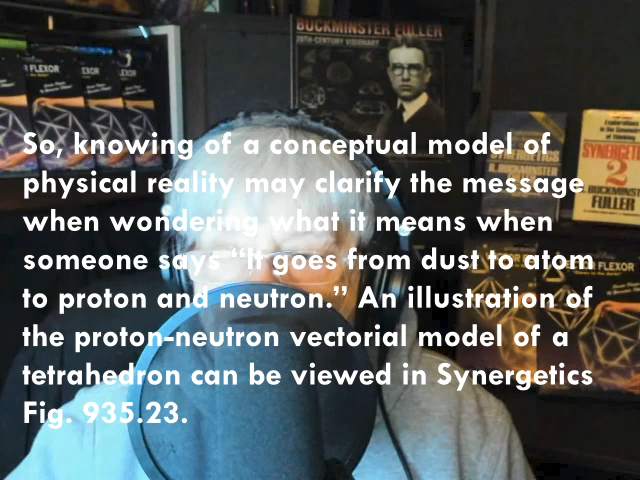 BUCKMINSTER FULLER
20TH-CENTURY VISIONARY
FLEXOR
FLEXOR
So, knowing of a conceptual model of
physical reality may clarify the message
when wondering what it means when
someone says “It goes from dust to atom
to proton and neutron.” An illustration of
the proton-neutron vectorial model of a
tetrahedron can be viewed in Synergetics
Fig. 935.23.
SYNERGETICS
SYNERGETICS
2
BUCKMINSTER
FULLER